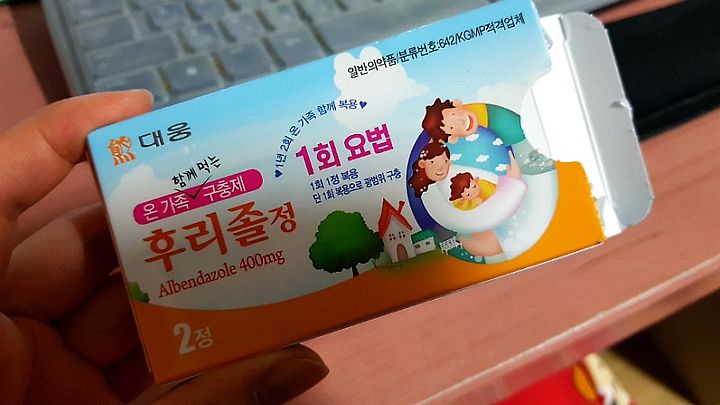 일반의약품/분류번호:642/KGMP적격업체
대웅
♥1년 2회 온 가족 함께 복용♥
함께 먹는
온 가족 구충제
1회 요법
1회 1정 복용
단 1회 복용으로 광범위 구충
후리졸정
Albendazole 400mg
2정